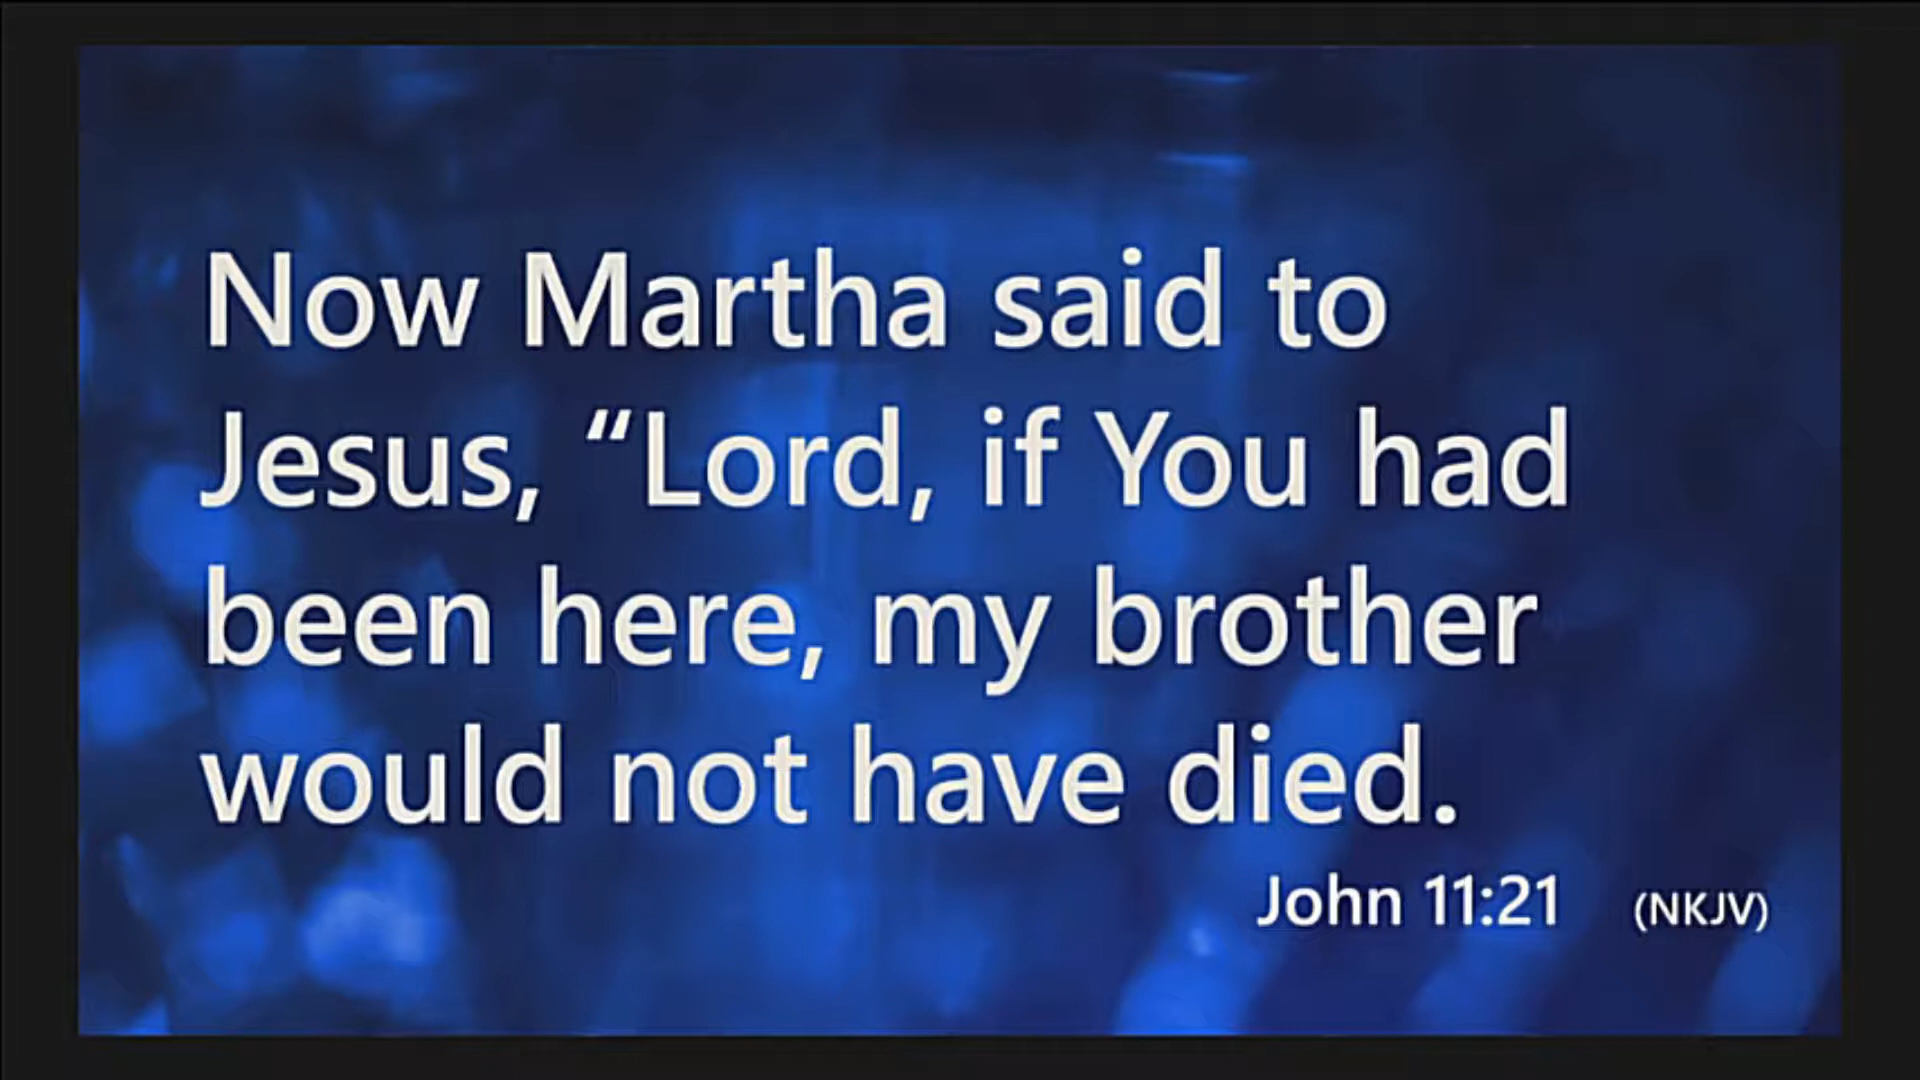 Now Martha said to
Jesus, “Lord, if You had
been here, my brother
would not have died.
John 11:21 (NKJV)